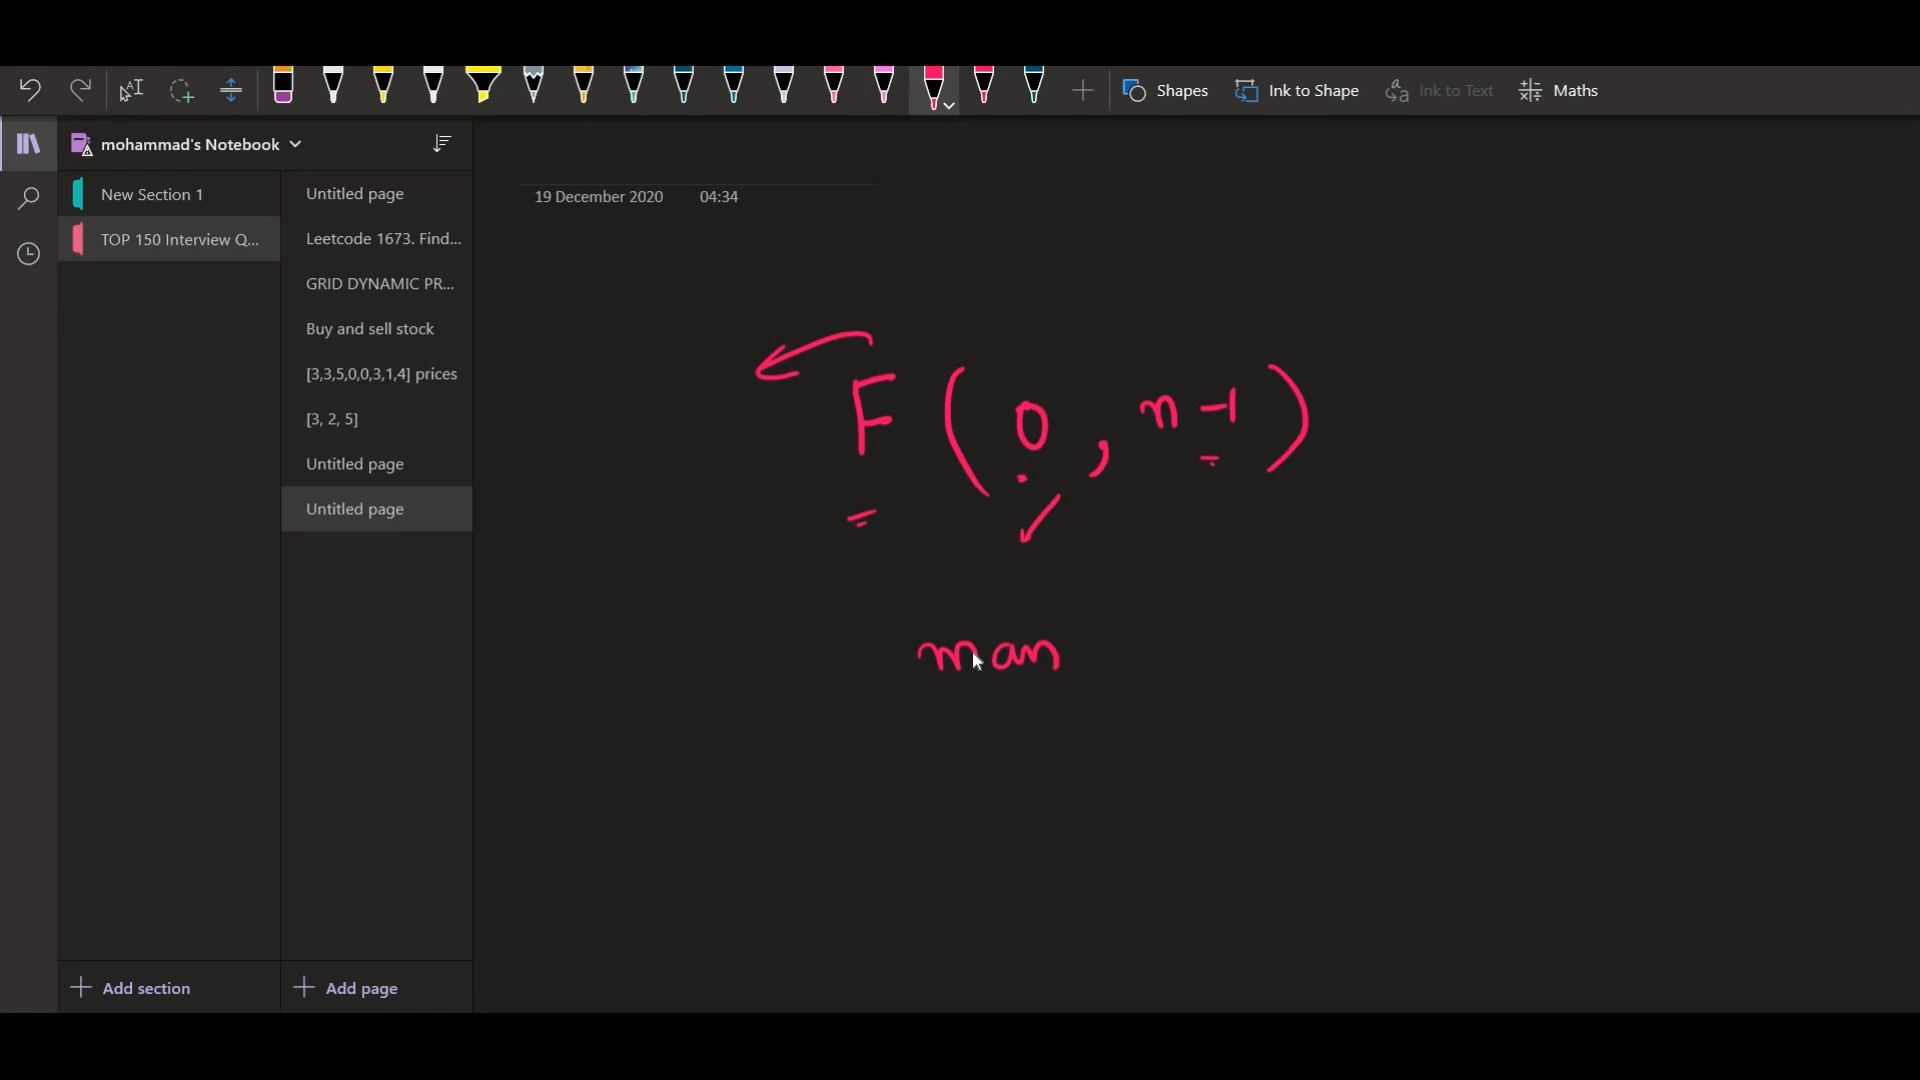 Shapes
Ink to Shape
Ink to Text
Maths
mohammad's Notebook
New Section 1
TOP 150 Interview Q...
Untitled page
Leetcode 1673. Find...
GRID DYNAMIC PR...
Buy and sell stock
[3,3,5,0,0,3,1,4] prices
[3, 2, 5]
Untitled page
Untitled page
19 December 2020 04:34
F ( 0 , n - 1 )
man
Add section
Add page